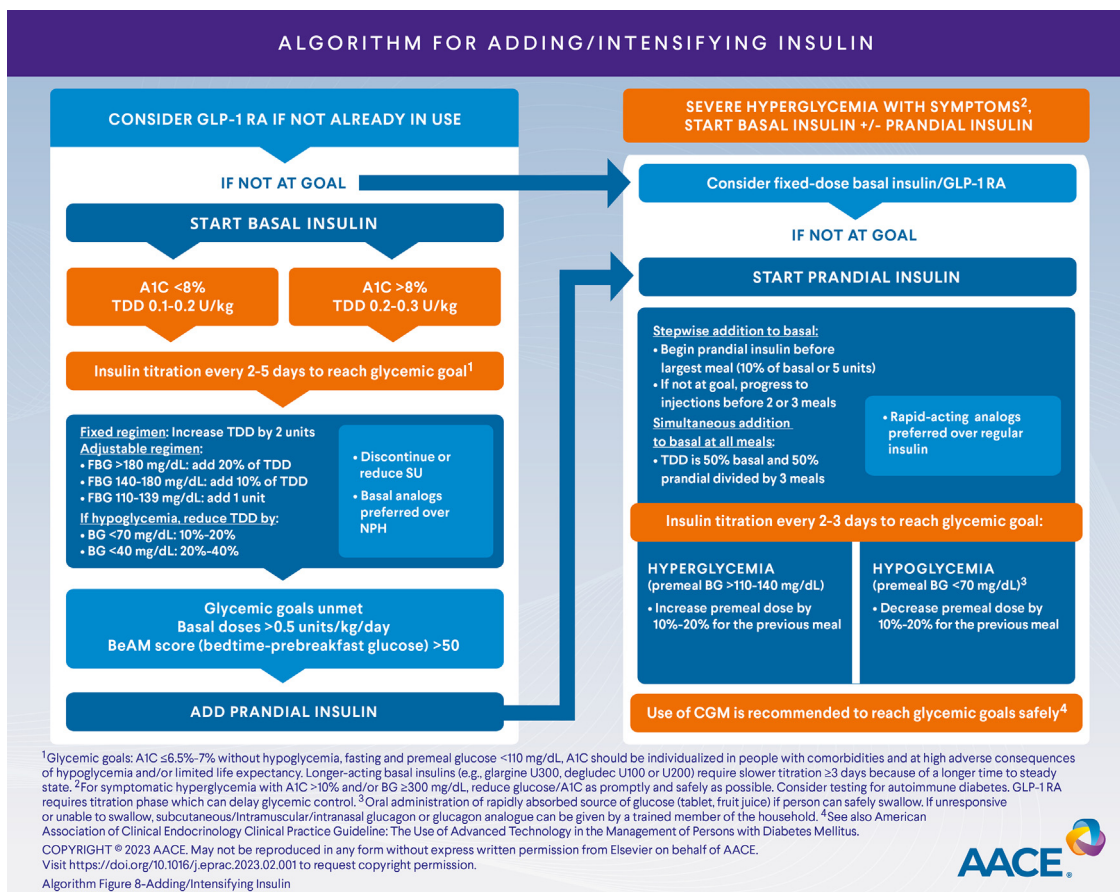 ALGORITHM FOR ADDING/INTENSIFYING INSULIN
CONSIDER GLP-1 RA IF NOT ALREADY IN USE
IF NOT AT GOAL
START BASAL INSULIN
A1C <8%
TDD 0.1-0.2 U/kg
A1C >8%
TDD 0.2-0.3 U/kg
Insulin titration every 2-5 days to reach glycemic goal¹
Fixed regimen: Increase TDD by 2 units
Adjustable regimen:
• FBG >180 mg/dL: add 20% of TDD
• FBG 140-180 mg/dL: add 10% of TDD
• FBG 110-139 mg/dL: add 1 unit
If hypoglycemia, reduce TDD by:
• BG <70 mg/dL: 10%-20%
• BG <40 mg/dL: 20%-40%
• Discontinue or
reduce SU
• Basal analogs
preferred over
NPH
Glycemic goals unmet
Basal doses >0.5 units/kg/day
BeAM score (bedtime-prebreakfast glucose) >50
ADD PRANDIAL INSULIN
SEVERE HYPERGLYCEMIA WITH SYMPTOMS²,
START BASAL INSULIN +/- PRANDIAL INSULIN
Consider fixed-dose basal insulin/GLP-1 RA
IF NOT AT GOAL
START PRANDIAL INSULIN
Stepwise addition to basal:
• Begin prandial insulin before
largest meal (10% of basal or 5 units)
• If not at goal, progress to
injections before 2 or 3 meals
Simultaneous addition
to basal at all meals:
• TDD is 50% basal and 50%
prandial divided by 3 meals
• Rapid-acting analogs
preferred over regular
insulin
Insulin titration every 2-3 days to reach glycemic goal:
HYPERGLYCEMIA
(premeal BG >110-140 mg/dL)
• Increase premeal dose by
10%-20% for the previous meal
HYPOGLYCEMIA
(premeal BG <70 mg/dL)³
• Decrease premeal dose by
10%-20% for the previous meal
Use of CGM is recommended to reach glycemic goals safely⁴
¹Glycemic goals: A1C ≤6.5%-7% without hypoglycemia, fasting and premeal glucose <110 mg/dL, A1C should be individualized in people with comorbidities and at high adverse consequences
of hypoglycemia and/or limited life expectancy. Longer-acting basal insulins (e.g., glargine U300, degludec U100 or U200) require slower titration ≥3 days because of a longer time to steady
state. ²For symptomatic hyperglycemia with A1C >10% and/or BG ≥300 mg/dL, reduce glucose/A1C as promptly and safely as possible. Consider testing for autoimmune diabetes. GLP-1 RA
requires titration phase which can delay glycemic control. ³Oral administration of rapidly absorbed source of glucose (tablet, fruit juice) if person can safely swallow. If unresponsive
or unable to swallow, subcutaneous/Intramuscular/intranasal glucagon or glucagon analogue can be given by a trained member of the household. ⁴See also American
Association of Clinical Endocrinology Clinical Practice Guideline: The Use of Advanced Technology in the Management of Persons with Diabetes Mellitus.
COPYRIGHT © 2023 AACE. May not be reproduced in any form without express written permission from Elsevier on behalf of AACE.
Visit https://doi.org/10.1016/j.eprac.2023.02.001 to request copyright permission.
Algorithm Figure 8-Adding/Intensifying Insulin
AACE®